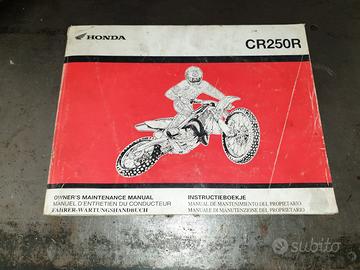 HONDA
CR250R
OWNER'S MAINTENANCE MANUAL
MANUEL D'ENTRETIEN DU CONDUCTEUR
FAHRER-WARTUNGSHANDBUCH
INSTRUCTIEBOEKJE
MANUAL DE MANTENIMIENTO DEL PROPIETARIO
MANUALE DI MANUTENZIONE DEL PROPRIETARIO
subito